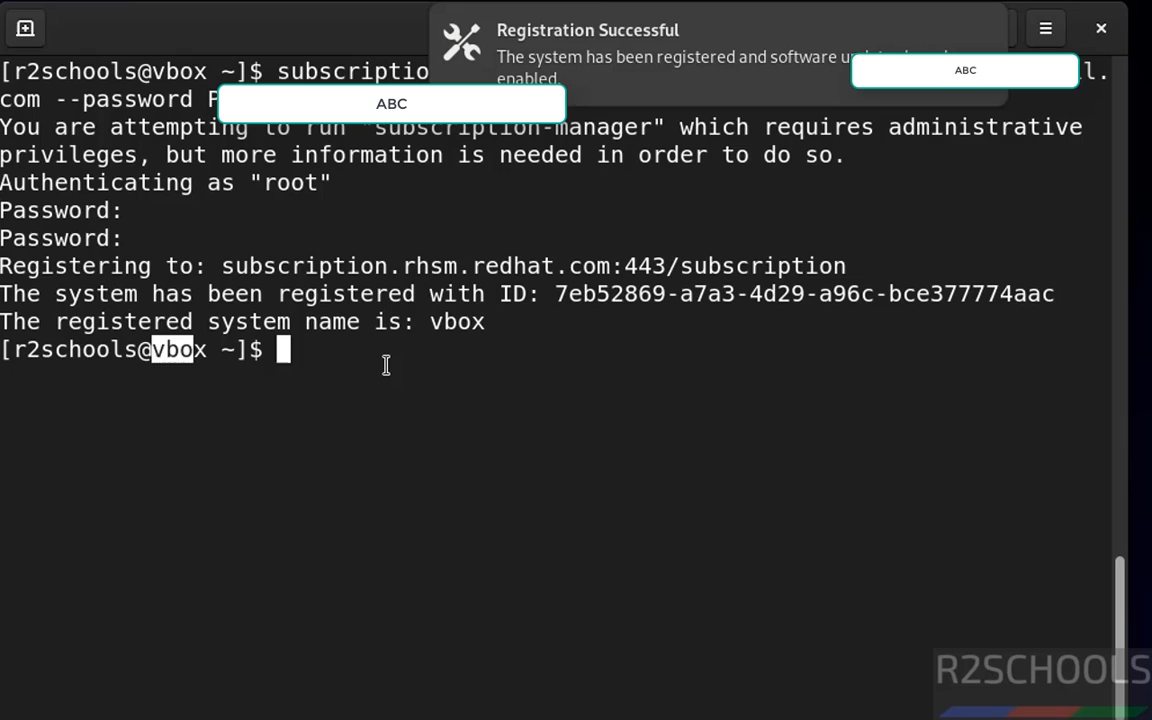 Registration Successful
The system has been registered and software
enabled.
ABC
[r2schools@vbox ~]$ subscriptio
com --password P
ABC
You are attempting to run "subscription-manager" which requires administrative
privileges, but more information is needed in order to do so.
Authenticating as "root"
Password:
Password:
Registering to: subscription.rhsm.redhat.com:443/subscription
The system has been registered with ID: 7eb52869-a7a3-4d29-a96c-bce377774aac
The registered system name is: vbox
[r2schools@vbox ~]$
R2SCHOOLS